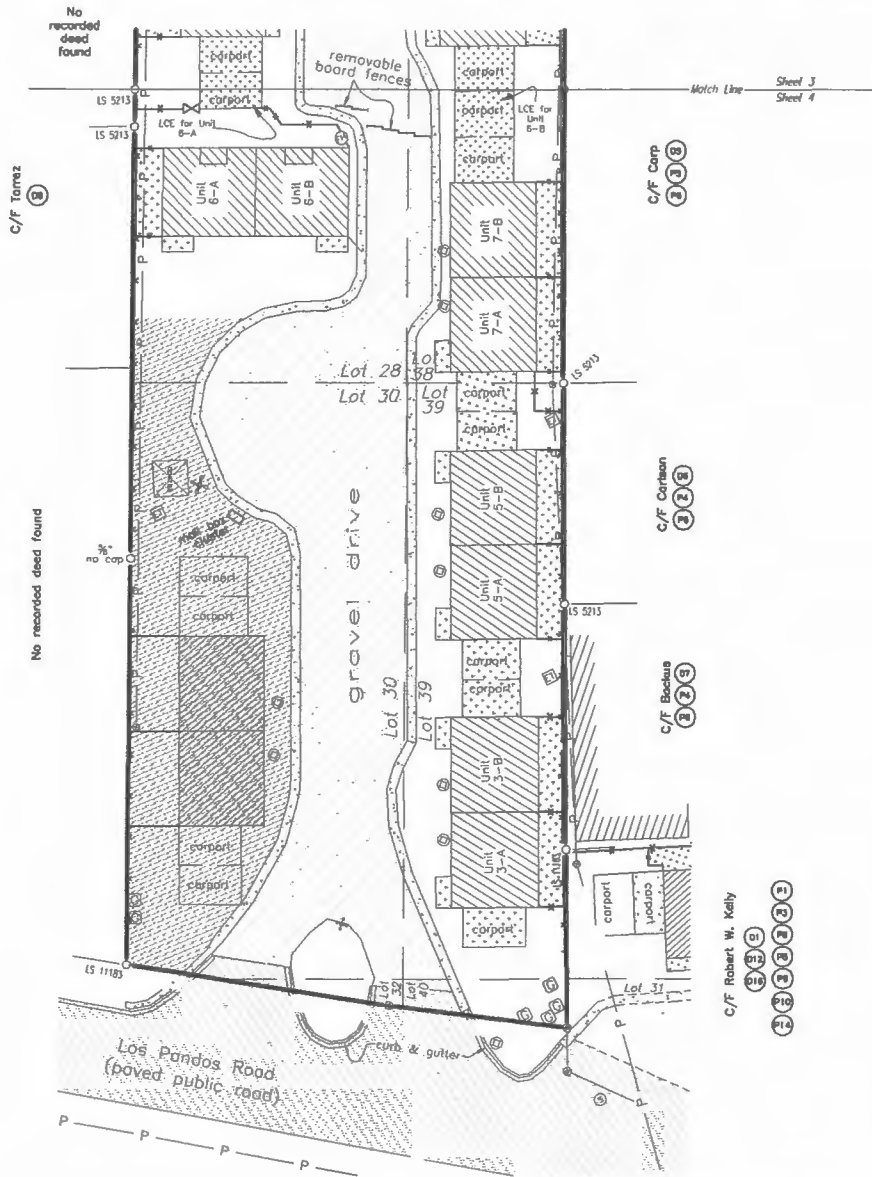 No
recorded
deed
found
carport
carport
removable
board fences
carport
carport
carport
LCE for
Unit
6-B
Match Line
Sheet 3
Sheet 4
LS 5213
LCE for Unit
6-A
LS 5213
C/F Torrez
Unit
6-A
Unit
6-B
Unit
7-B
C/F Carp
Unit
7-A
Lot 28
Lot
38
Lot 30
Lot
39
LS 5213
carport
carport
No recorded deed found
mail box
cluster
no cap
gravel drive
Unit
5-B
Unit
5-A
C/F Carlson
LS 5213
carport
carport
carport
carport
Lot 30
Lot 39
Unit
3-B
Unit
3-A
C/F Backus
carport
carport
carport
carport
carport
C/F Robert W. Kelly
LS 11183
Lot
32
Lot
40
Lot 31
curb & gutter
Los Pandos Road
(paved public road)
P
P
P
P
P